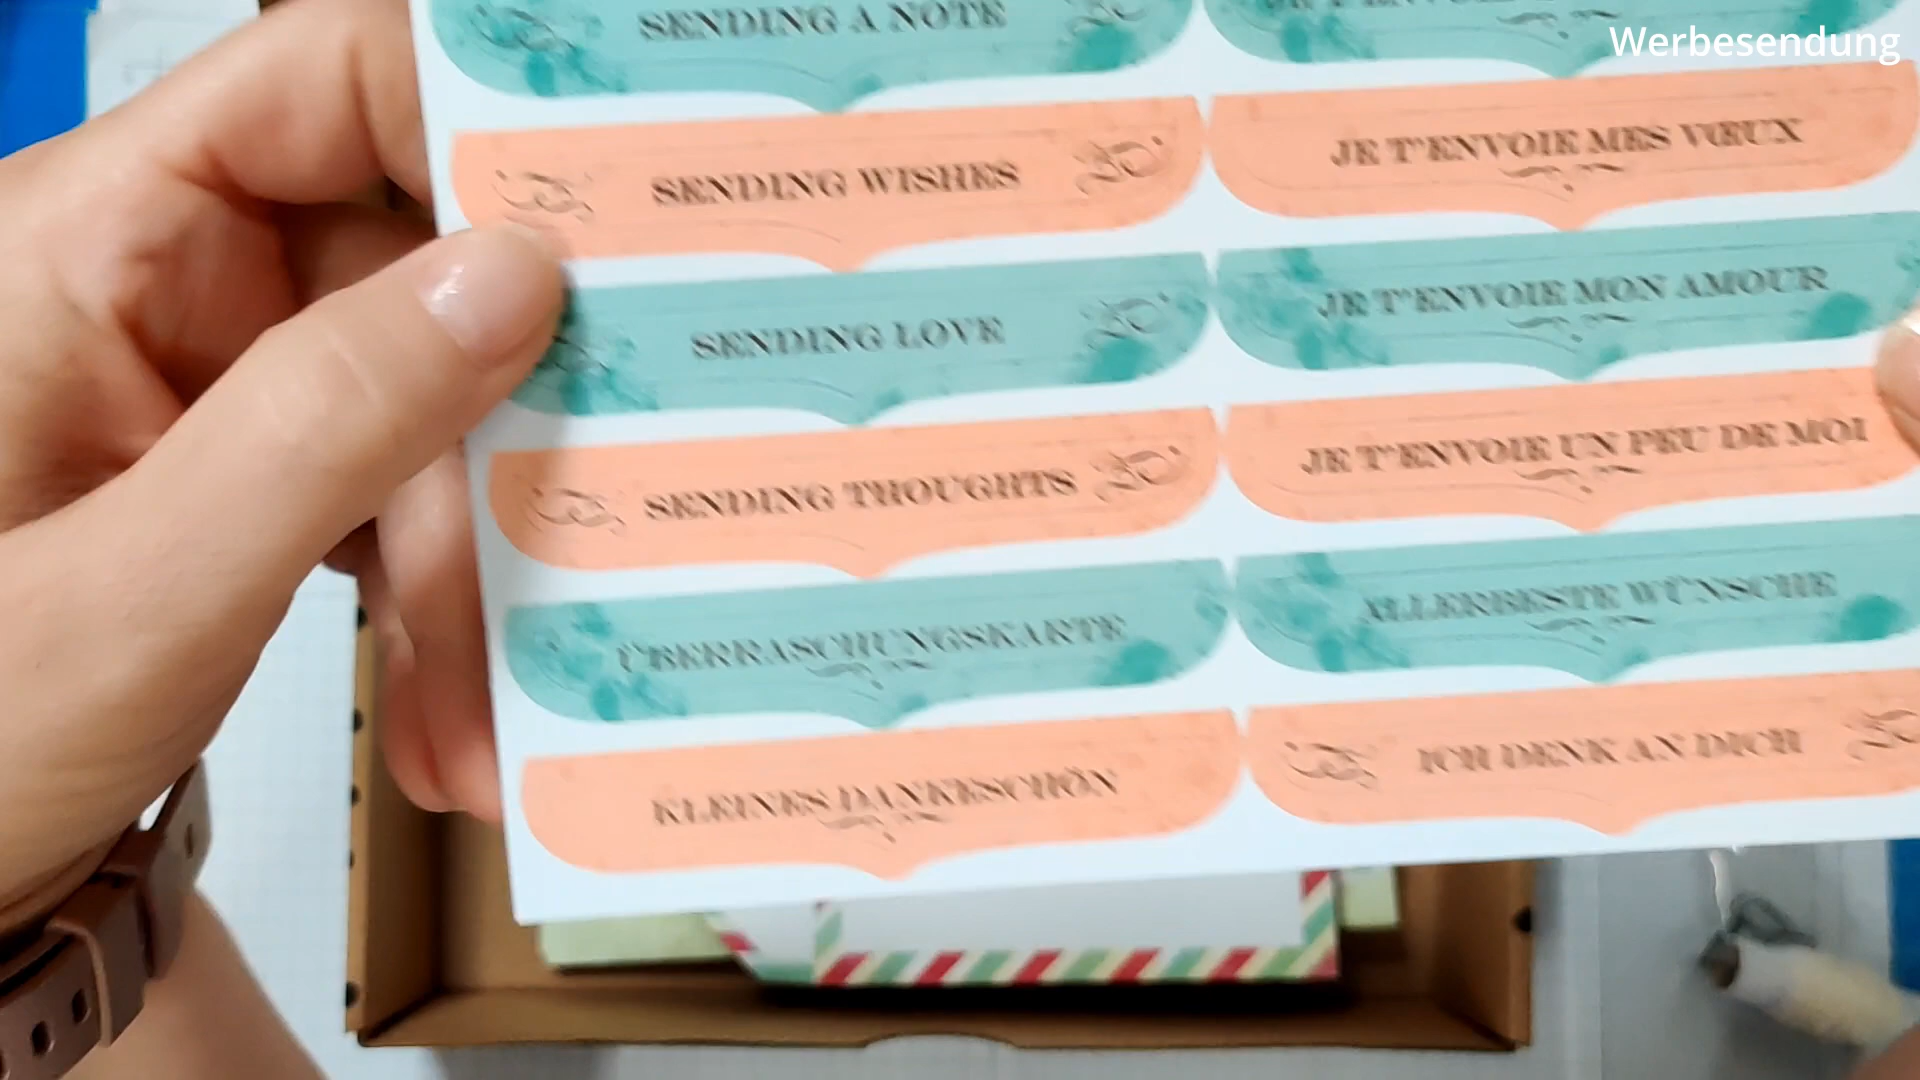 Werbesendung
SENDING A NOTE
SENDING WISHES
JE T'ENVOIE MES VŒUX
SENDING LOVE
JE T'ENVOIE MON AMOUR
SENDING THOUGHTS
JE T'ENVOIE UN PEU DE MOI
ÜBERRASCHUNGSKARTE
ALLERBESTE WÜNSCHE
KLEINES DANKESCHÖN
ICH DENK AN DICH